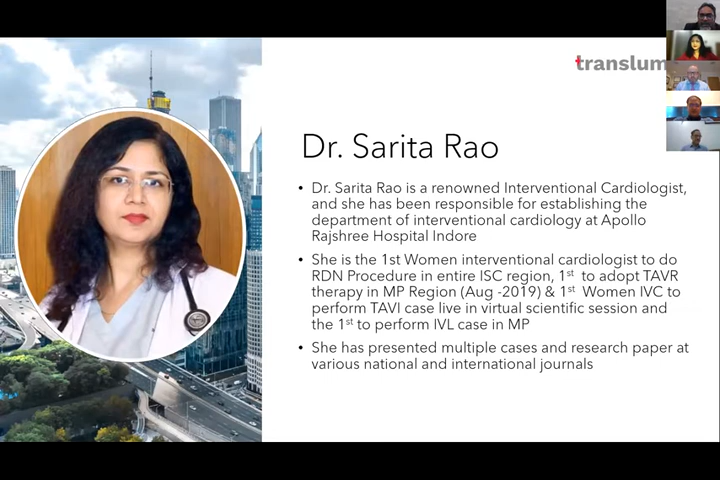 translum
Dr. Sarita Rao
• Dr. Sarita Rao is a renowned Interventional Cardiologist,
and she has been responsible for establishing the
department of interventional cardiology at Apollo
Rajshree Hospital Indore
• She is the 1st Women interventional cardiologist to do
RDN Procedure in entire ISC region, 1st to adopt TAVR
therapy in MP Region (Aug -2019) & 1st Women IVC to
perform TAVI case live in virtual scientific session and
the 1st to perform IVL case in MP
• She has presented multiple cases and research paper at
various national and international journals